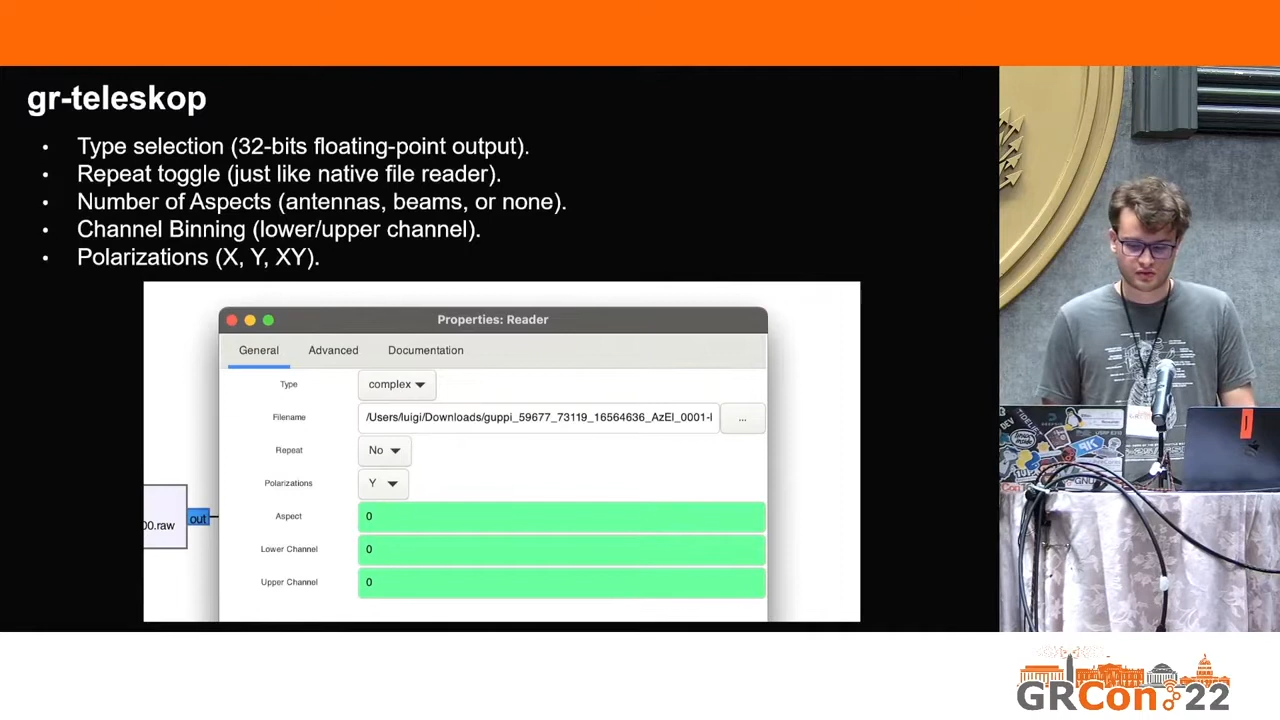 gr-teleskop
• Type selection (32-bits floating-point output).
• Repeat toggle (just like native file reader).
• Number of Aspects (antennas, beams, or none).
• Channel Binning (lower/upper channel).
• Polarizations (X, Y, XY).
Properties: Reader
General Advanced Documentation
Type complex
Filename /Users/luigi/Downloads/guppi_59677_73119_16564636_AzEl_0001-
...
Repeat No
Polarizations Y
Aspect 0
00.raw out
Lower Channel 0
Upper Channel 0
GRCon 22